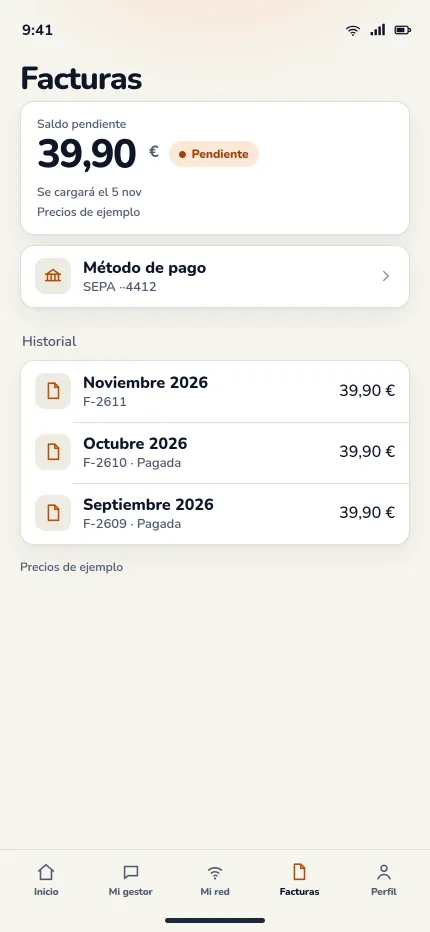 9:41
Facturas
Saldo pendiente
39,90 € Pendiente
Se cargará el 5 nov
Precios de ejemplo
Método de pago
SEPA ··4412
Historial
Noviembre 2026
F-2611
39,90 €
Octubre 2026
F-2610 · Pagada
39,90 €
Septiembre 2026
F-2609 · Pagada
39,90 €
Precios de ejemplo
Inicio
Mi gestor
Mi red
Facturas
Perfil